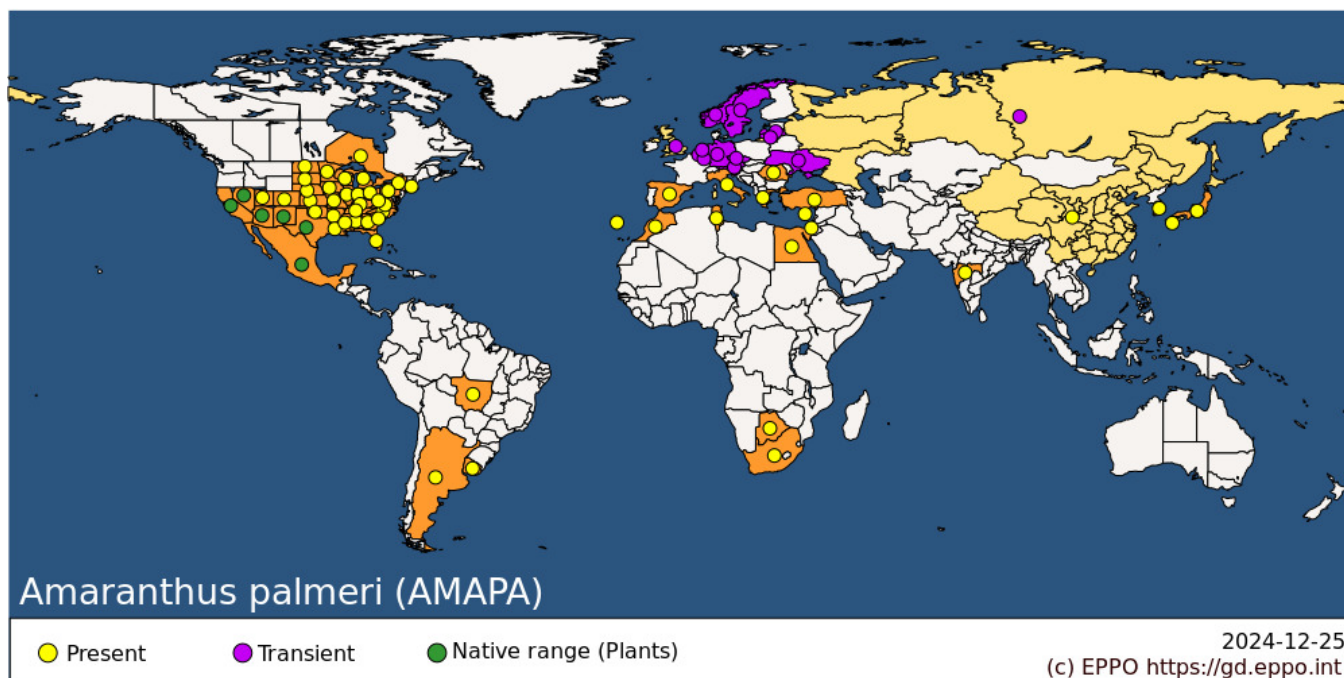 Amaranthus palmeri (AMAPA)
Present
Transient
Native range (Plants)
2024-12-25
(c) EPPO https://gd.eppo.int